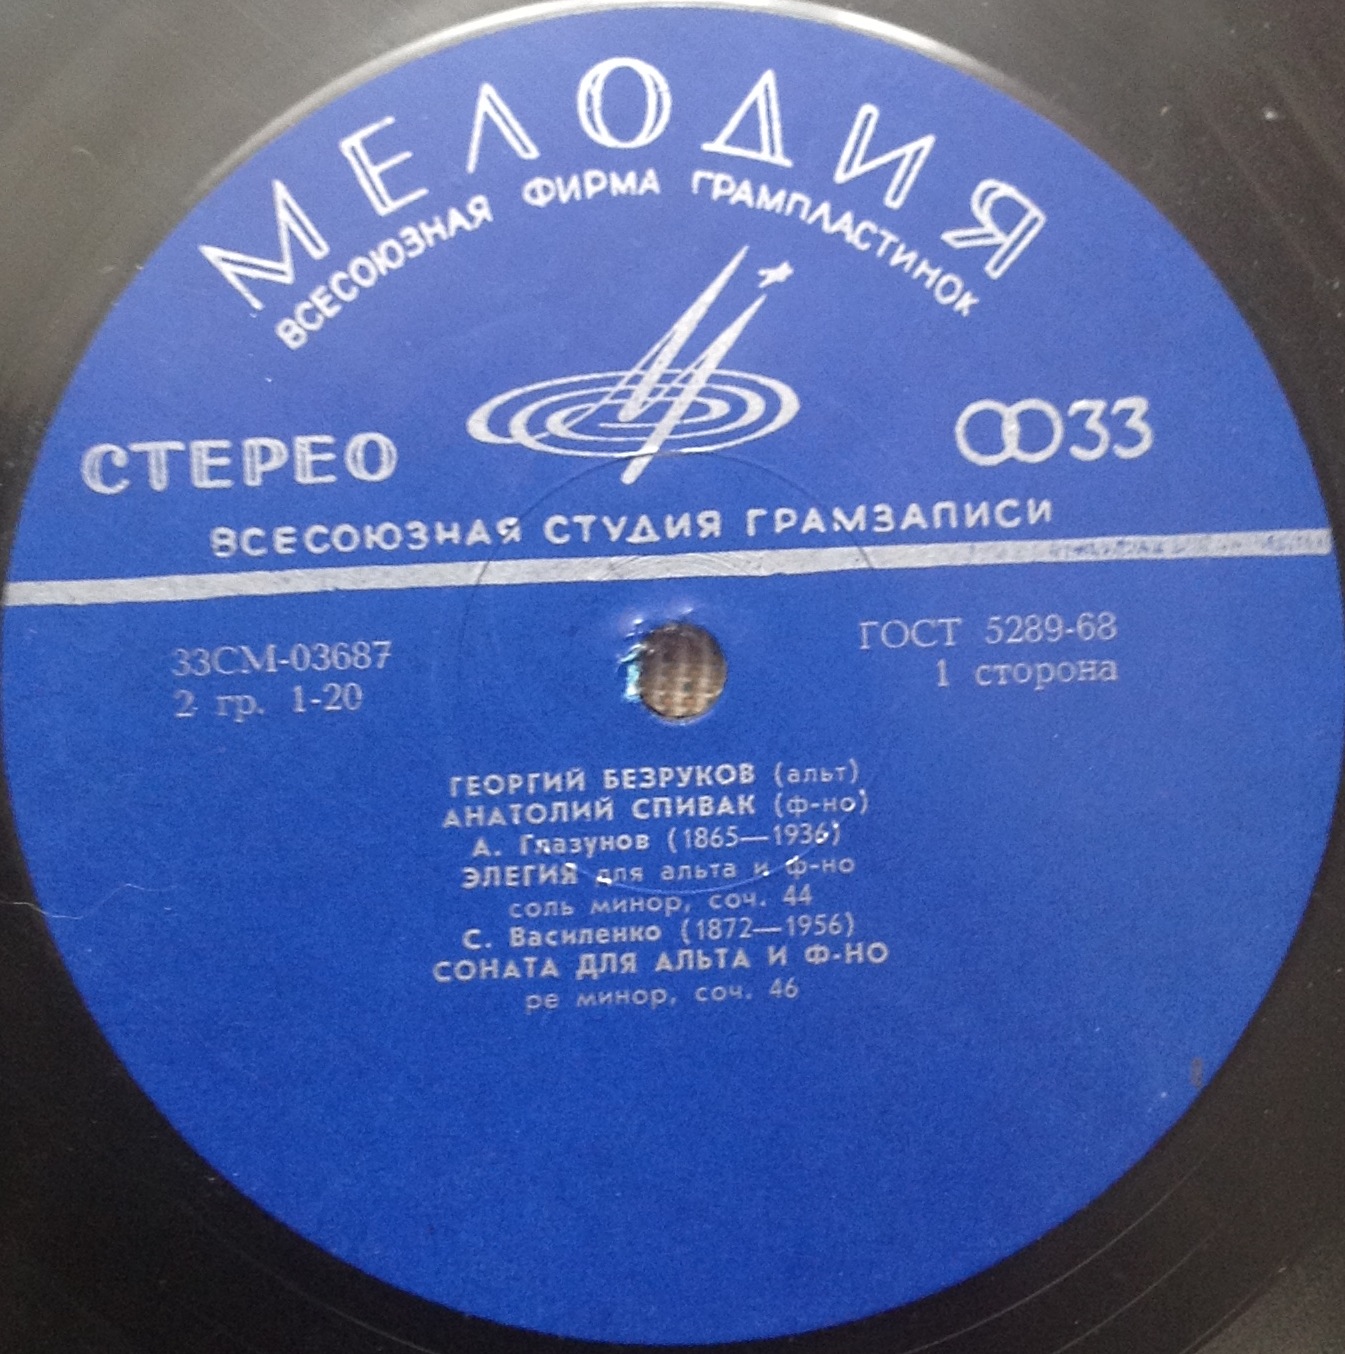 МЕЛОДИЯ
ВСЕСОЮЗНАЯ ФИРМА ГРАМПЛАСТИНОК
СТЕРЕО
33
ВСЕСОЮЗНАЯ СТУДИЯ ГРАМЗАПИСИ
33СМ-03687
2 гр. 1-20
ГОСТ 5289-68
1 сторона
ГЕОРГИЙ БЕЗРУКОВ (альт)
АНАТОЛИЙ СПИВАК (ф-но)
А. Глазунов (1865—1936)
ЭЛЕГИЯ для альта и ф-но
соль минор, соч. 44
С. Василенко (1872—1956)
СОНАТА ДЛЯ АЛЬТА И Ф-НО
ре минор, соч. 46